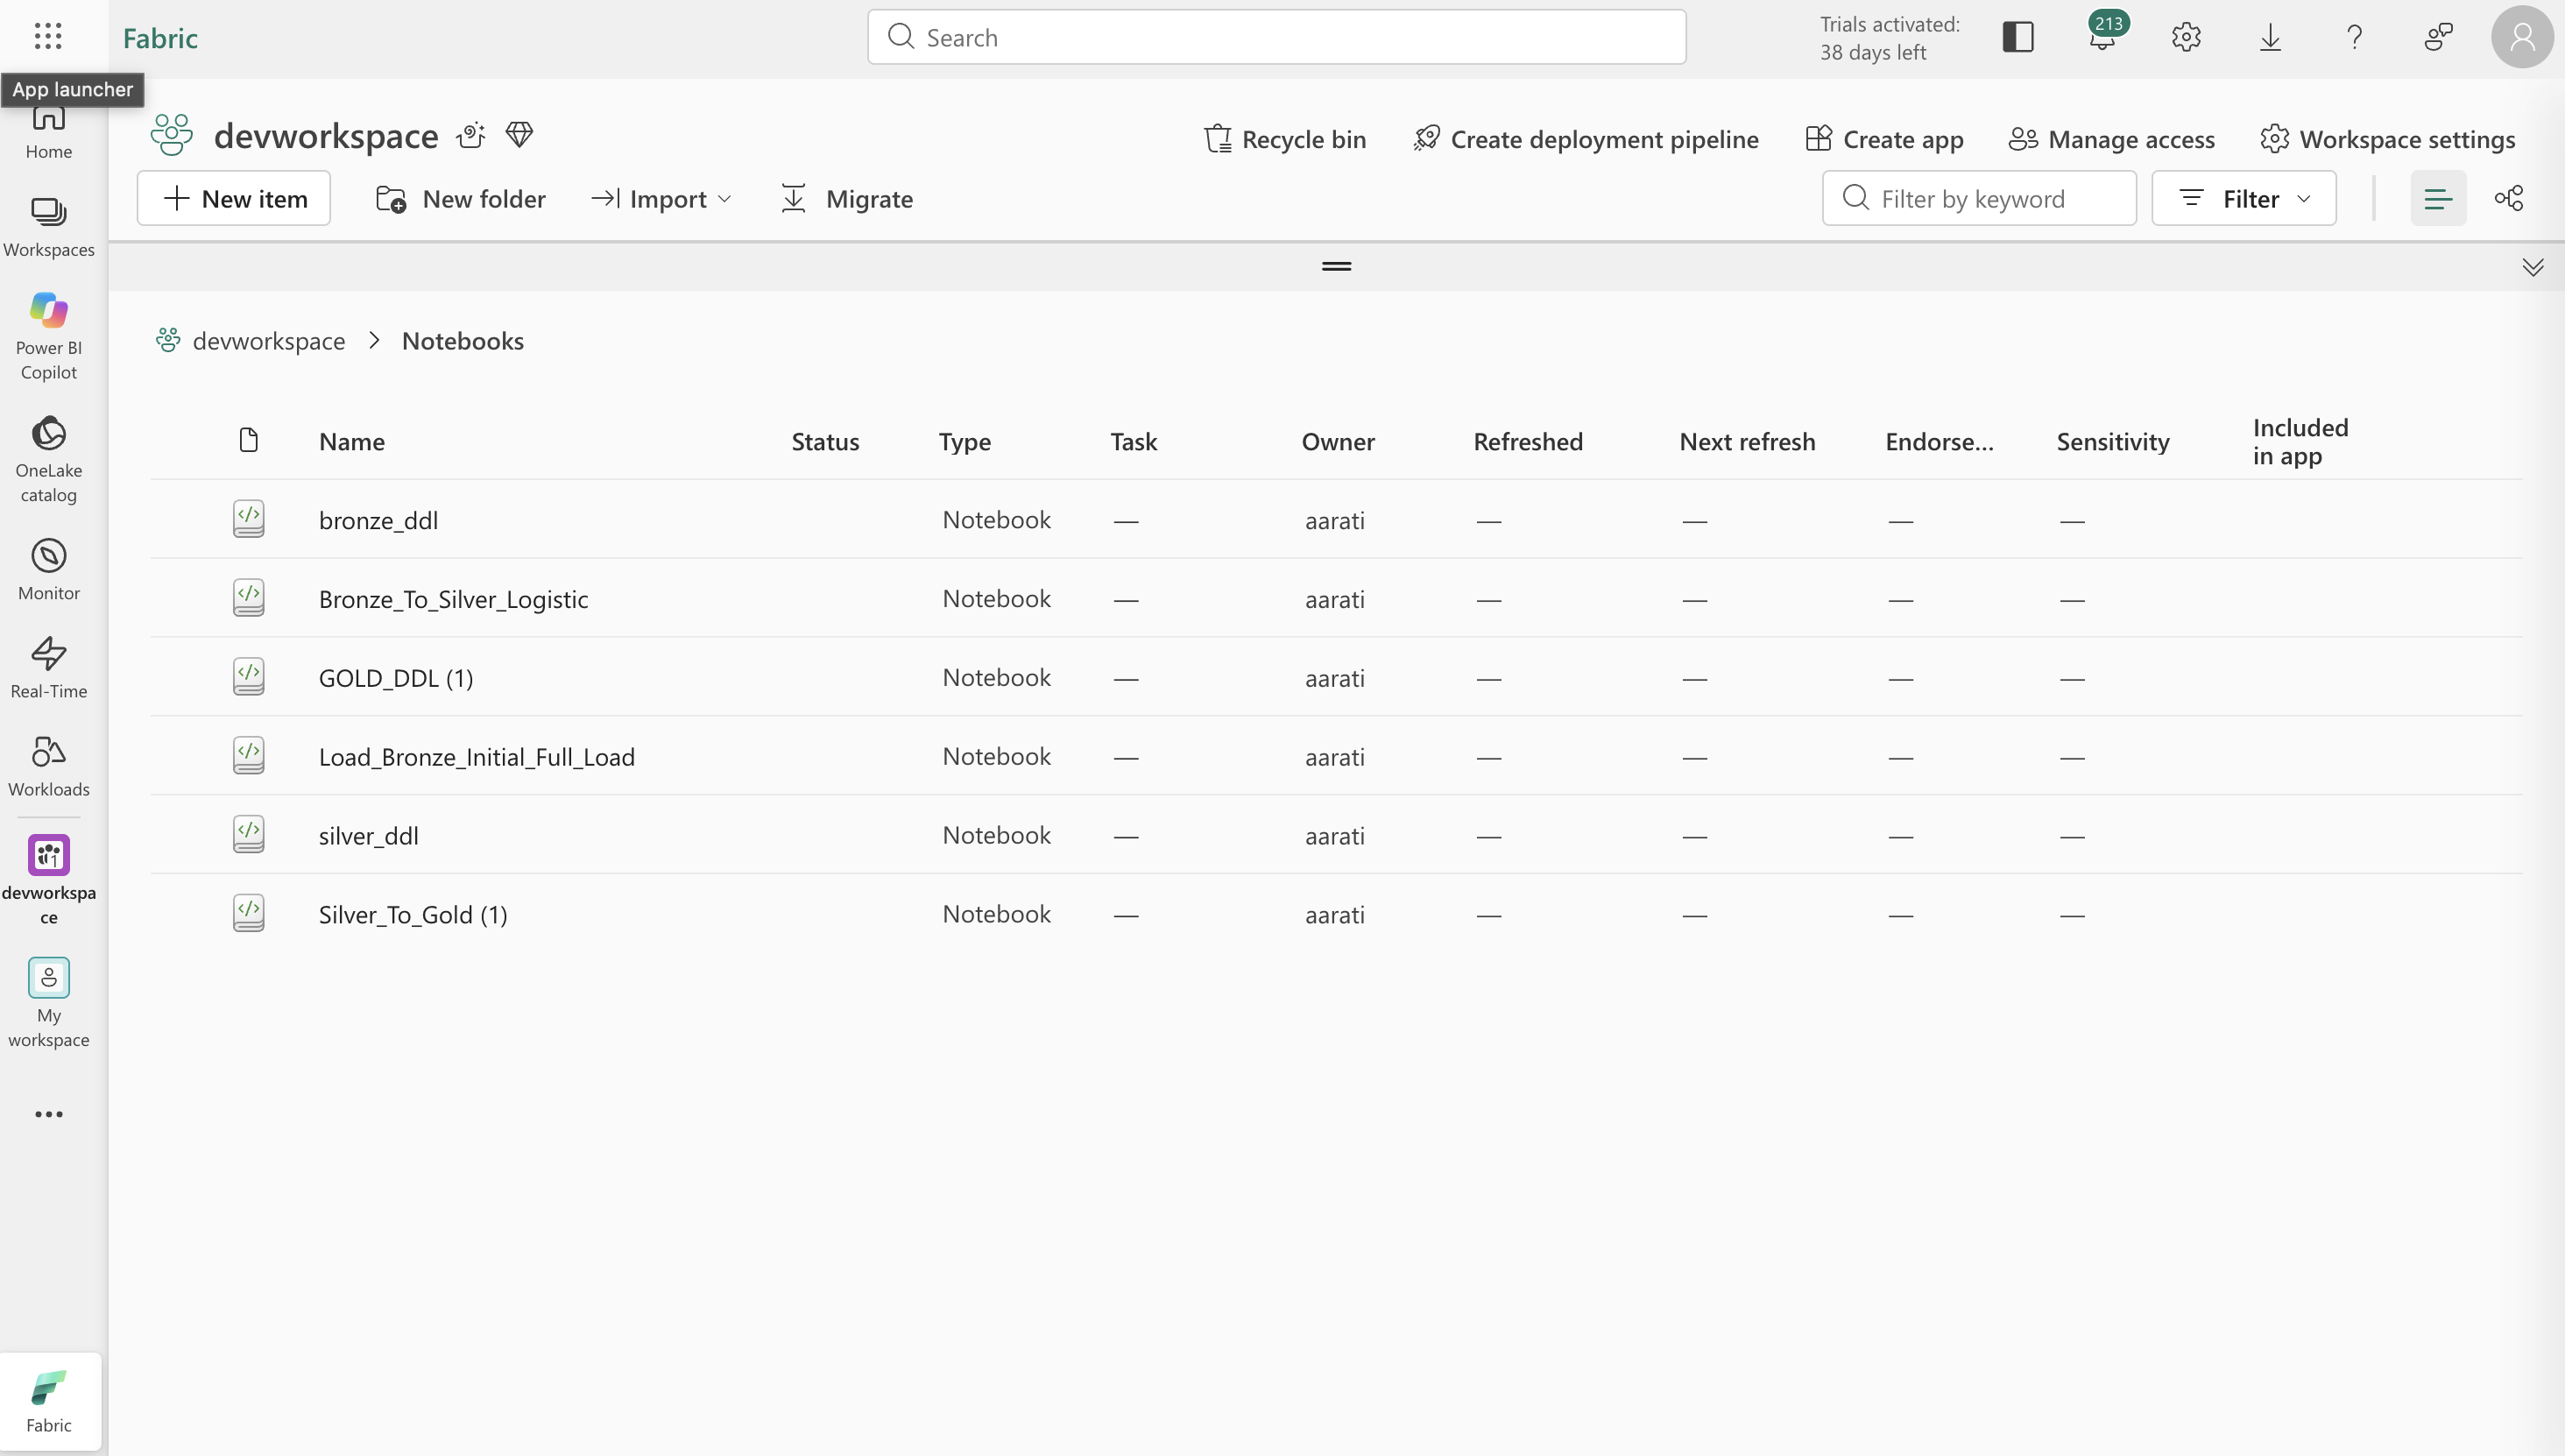 Fabric
Search
Trials activated:
38 days left
213
App launcher
Home
Workspaces
Power BI
Copilot
OneLake
catalog
Monitor
Real-Time
Workloads
1
devworkspa
ce
My
workspace
Fabric
devworkspace
Recycle bin
Create deployment pipeline
Create app
Manage access
Workspace settings
New item
New folder
Import
Migrate
Filter by keyword
Filter
devworkspace > Notebooks
Name Status Type Task Owner Refreshed Next refresh Endorse... Sensitivity Included
in app
bronze_ddl Notebook — aarati — — — —
Bronze_To_Silver_Logistic Notebook — aarati — — — —
GOLD_DDL (1) Notebook — aarati — — — —
Load_Bronze_Initial_Full_Load Notebook — aarati — — — —
silver_ddl Notebook — aarati — — — —
Silver_To_Gold (1) Notebook — aarati — — — —